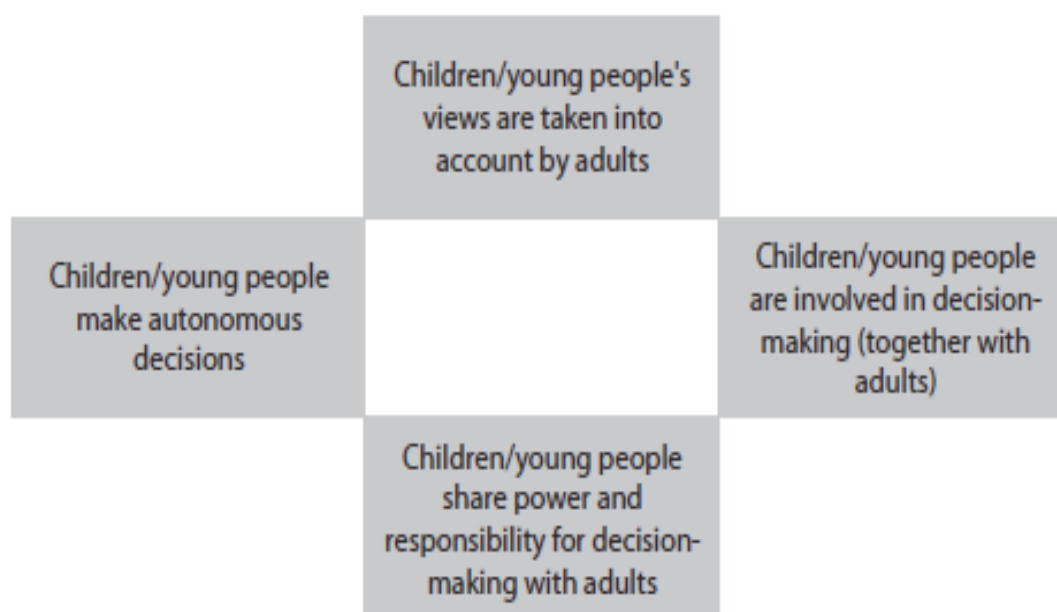 Children/young people's
views are taken into
account by adults
Children/young people
make autonomous
decisions
Children/young people
are involved in decision-
making (together with
adults)
Children/young people
share power and
responsibility for decision-
making with adults